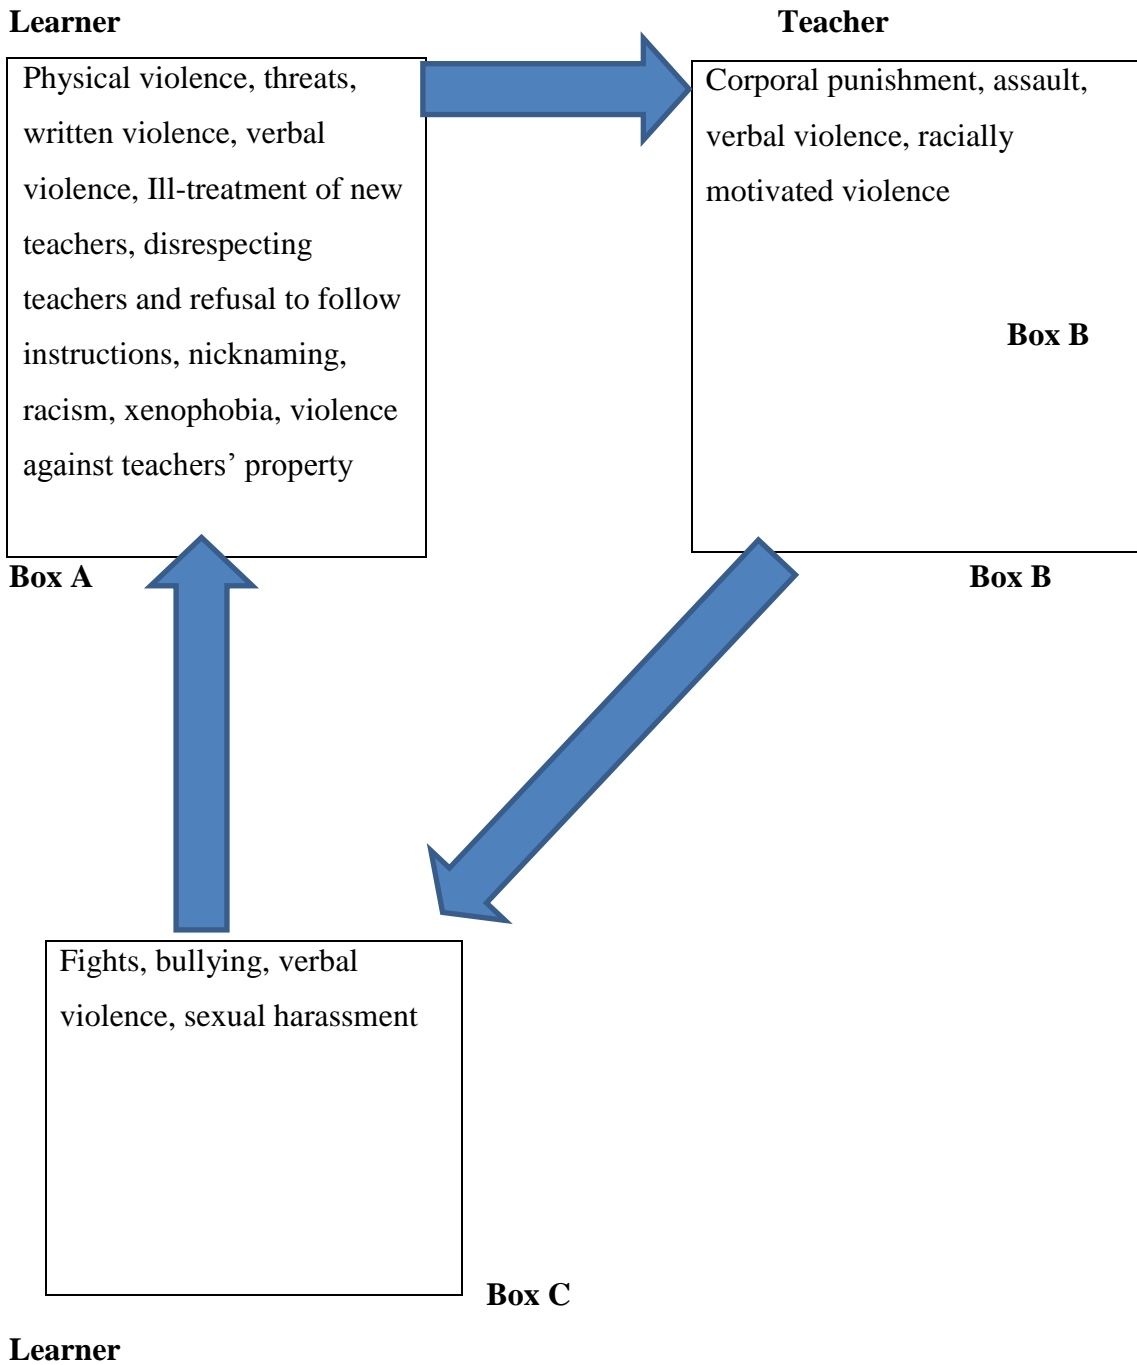 Learner
Teacher
Physical violence, threats,
written violence, verbal
violence, Ill-treatment of new
teachers, disrespecting
teachers and refusal to follow
instructions, nicknaming,
racism, xenophobia, violence
against teachers’ property
Corporal punishment, assault,
verbal violence, racially
motivated violence
Box B
Box A
Box B
Fights, bullying, verbal
violence, sexual harassment
Box C
Learner